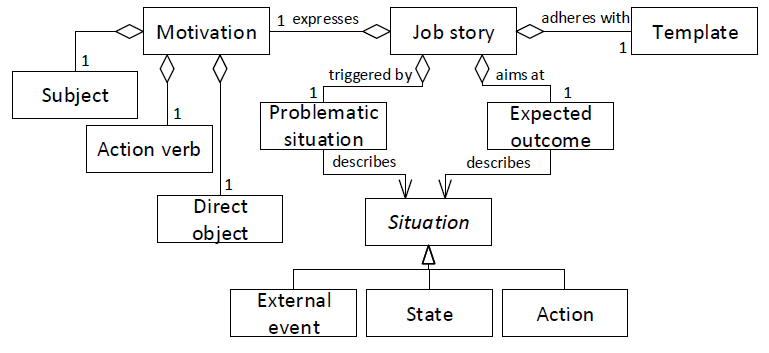 Motivation
1 expresses
Job story
adheres with
1
Template
1
Subject
1
Action verb
1
Direct
object
triggered by
1
Problematic
situation
aims at
1
Expected
outcome
describes
describes
Situation
External
event
State
Action